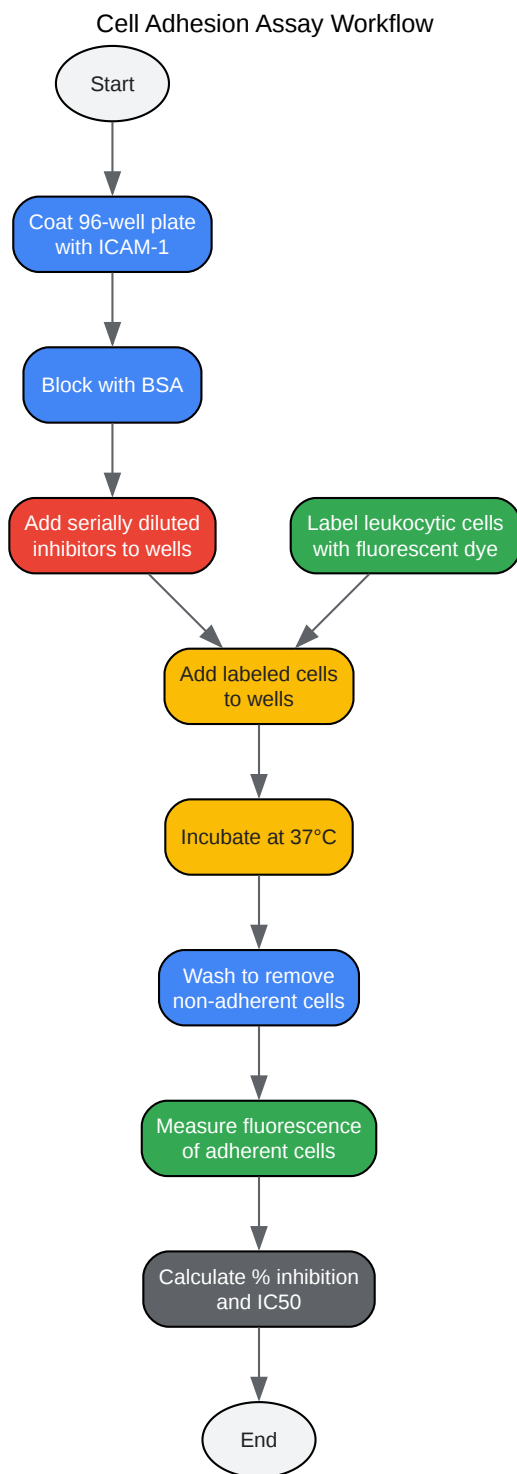 Cell Adhesion Assay Workflow
Start
Coat 96-well plate
with ICAM-1
Block with BSA
Add serially diluted
inhibitors to wells
Label leukocytic cells
with fluorescent dye
Add labeled cells
to wells
Incubate at 37°C
Wash to remove
non-adherent cells
Measure fluorescence
of adherent cells
Calculate % inhibition
and IC50
End